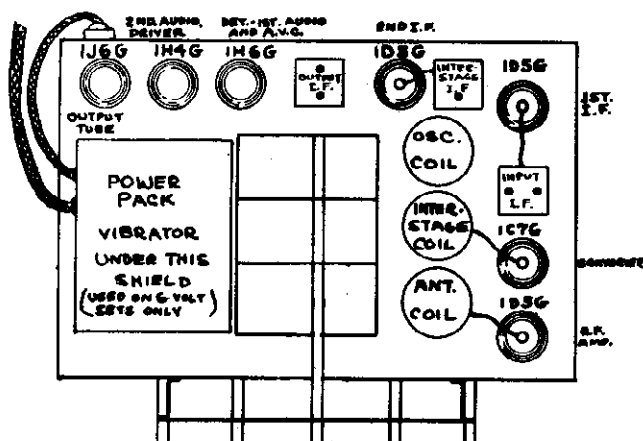 2ND. AUDIO, DRIVER
DET.-1ST. AUDIO AND A.V.C.
2ND I.F.
1J6G
1H4G
1H6G
1D5G
1D5G
OUTPUT I.F.
INTER-STAGE I.F
1ST. I.F.
OUTPUT TUBE
OSC. COIL
POWER PACK
VIBRATOR
UNDER THIS
SHIELD
(USED ON 6 VOLT SETS ONLY)
INPUT I.F.
INTER-STAGE COIL
1C7G
CONVERTER
ANT. COIL
1D5G
R.F. AMP.